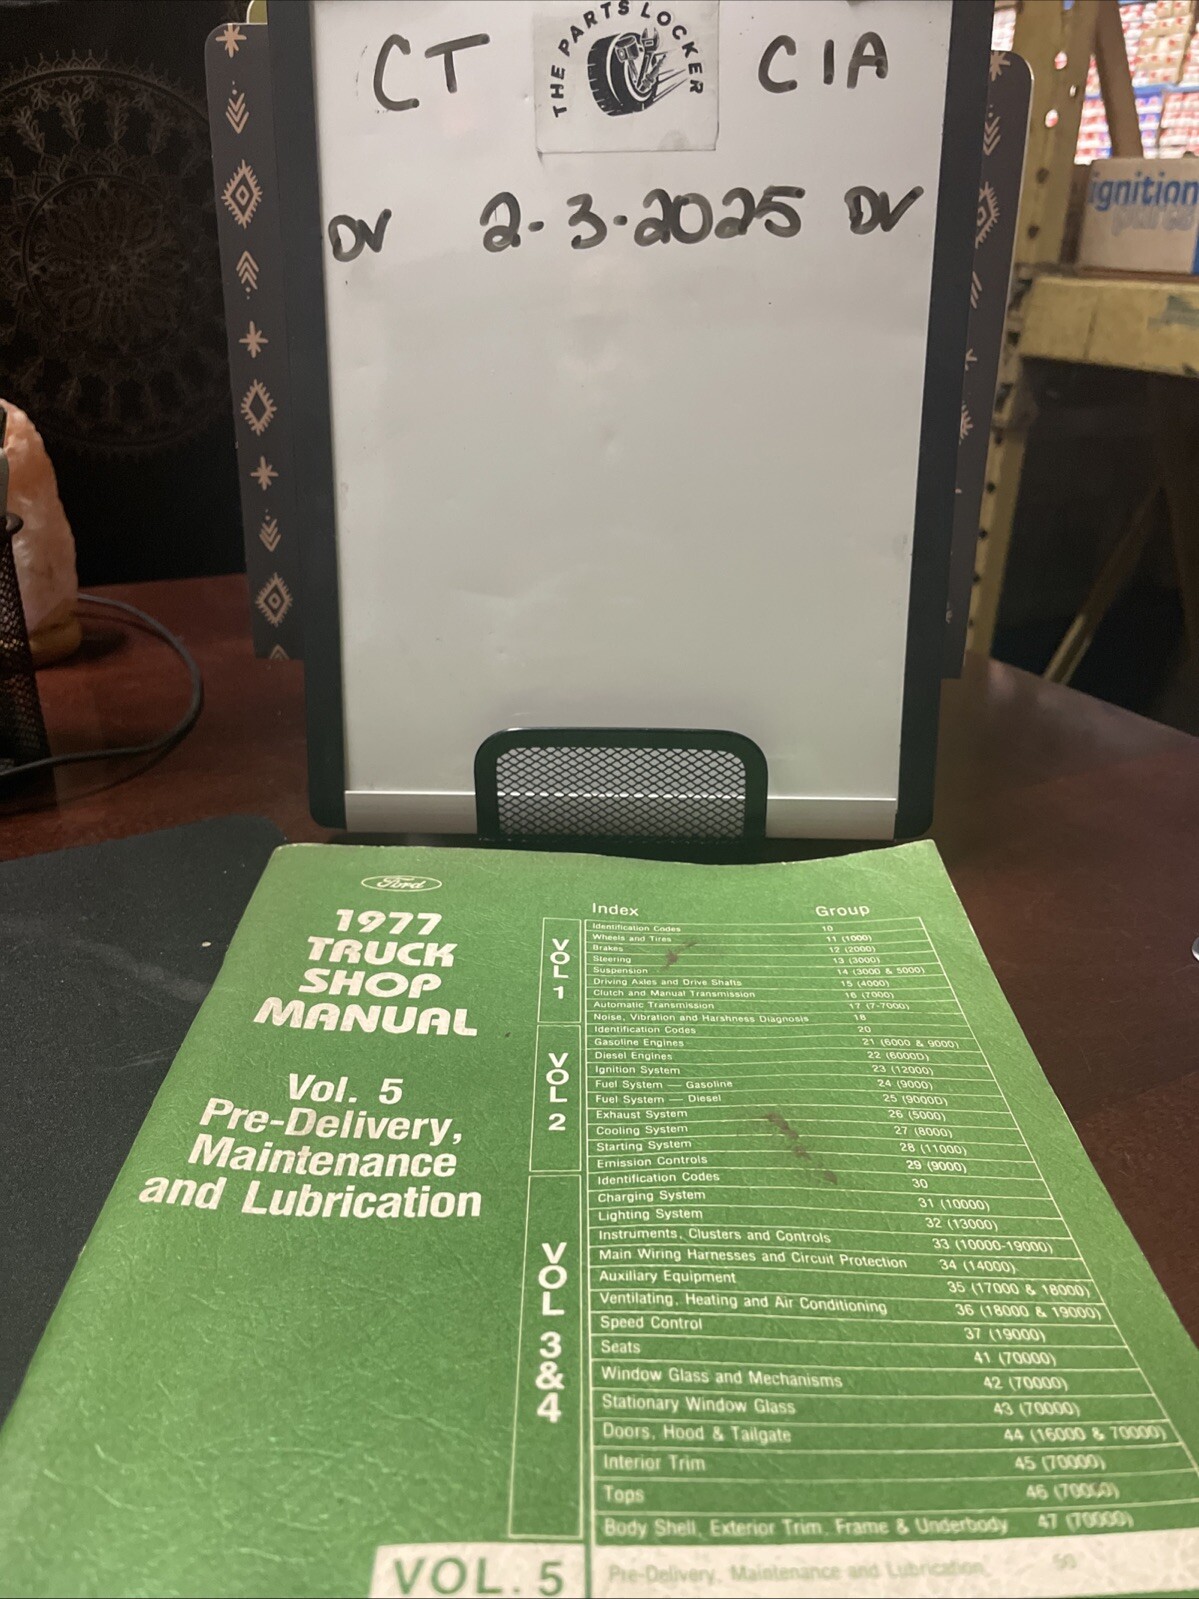 CT
THE PARTS LOCKER
CIA
DV 2-3-2025 DV
ignition
parts
Ford
1977
TRUCK
SHOP
MANUAL
Vol. 5
Pre-Delivery,
Maintenance
and Lubrication
Index Group
VOL 1
Identification Codes 10
Wheels and Tires 11 (1000)
Brakes 12 (2000)
Steering 13 (3000)
Suspension 14 (3000 & 5000)
Driving Axles and Drive Shafts 15 (4000)
Clutch and Manual Transmission 16 (7000)
Automatic Transmission 17 (7-7000)
Noise, Vibration and Harshness Diagnosis 18
VOL 2
Identification Codes 20
Gasoline Engines 21 (6000 & 9000)
Diesel Engines 22 (6000D)
Ignition System 23 (12000)
Fuel System — Gasoline 24 (9000)
Fuel System — Diesel 25 (9000D)
Exhaust System 26 (5000)
Cooling System 27 (8000)
Starting System 28 (11000)
Emission Controls 29 (9000)
VOL 3&4
Identification Codes 30
Charging System 31 (10000)
Lighting System 32 (13000)
Instruments, Clusters and Controls 33 (10000-19000)
Main Wiring Harnesses and Circuit Protection 34 (14000)
Auxiliary Equipment 35 (17000 & 18000)
Ventilating, Heating and Air Conditioning 36 (18000 & 19000)
Speed Control 37 (19000)
Seats 41 (70000)
Window Glass and Mechanisms 42 (70000)
Stationary Window Glass 43 (70000)
Doors, Hood & Tailgate 44 (16000 & 70000)
Interior Trim 45 (70000)
Tops 46 (70000)
Body Shell, Exterior Trim, Frame & Underbody 47 (70000)
VOL. 5 Pre-Delivery, Maintenance and Lubrication 50